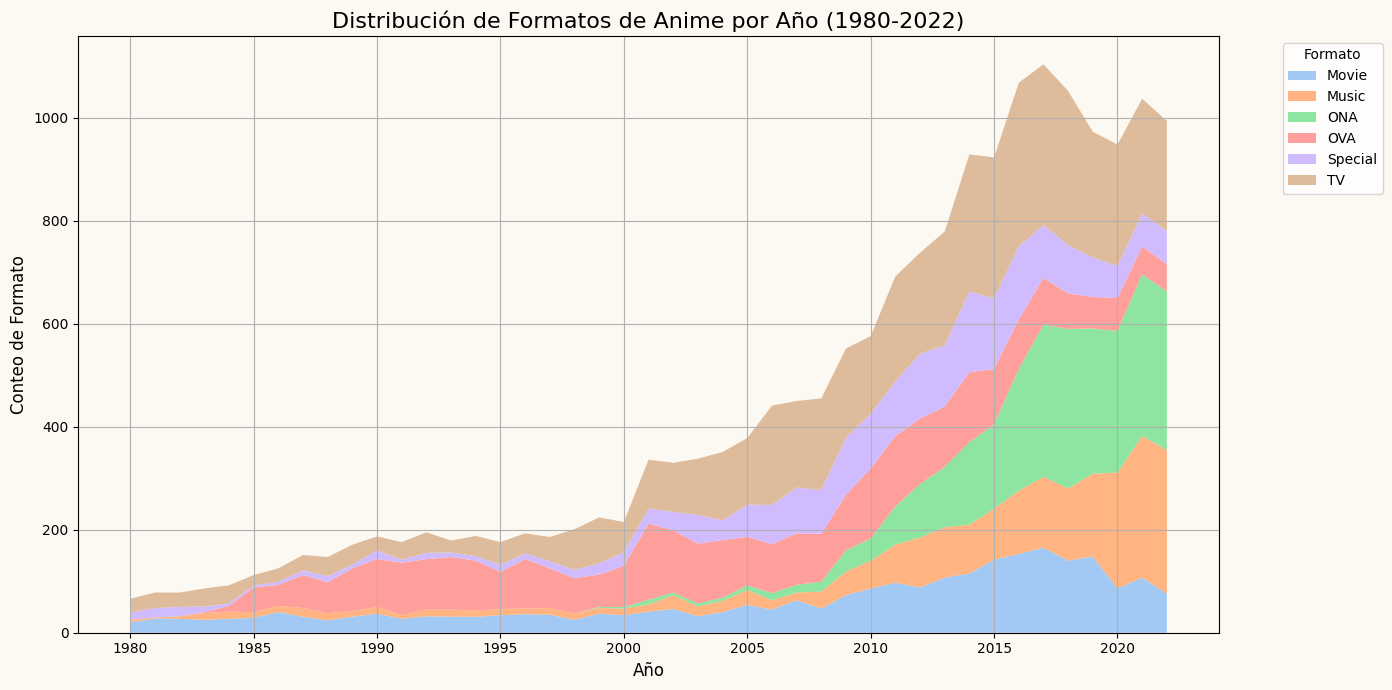 Distribución de Formatos de Anime por Año (1980-2022)
Conteo de Formato
1000
800
600
400
200
0
1980 1985 1990 1995 2000 2005 2010 2015 2020
Año
Formato
Movie
Music
ONA
OVA
Special
TV